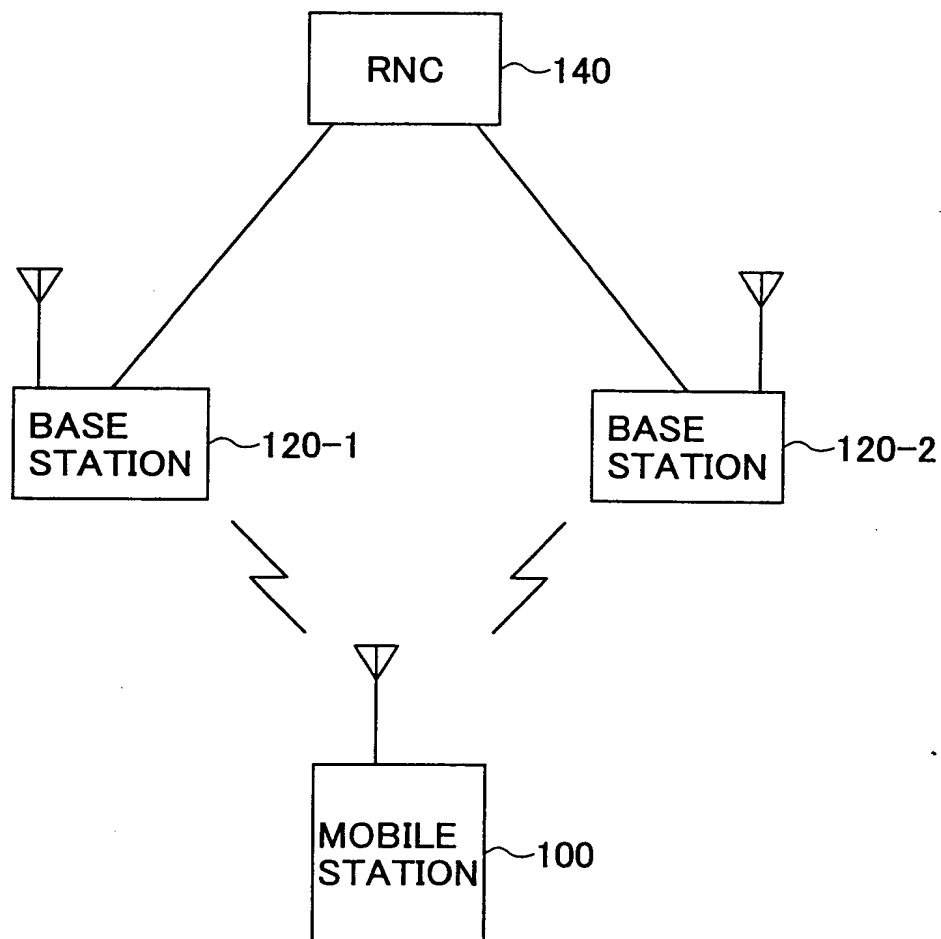 RNC
140
BASE
STATION
120-1
BASE
STATION
120-2
MOBILE
STATION
100